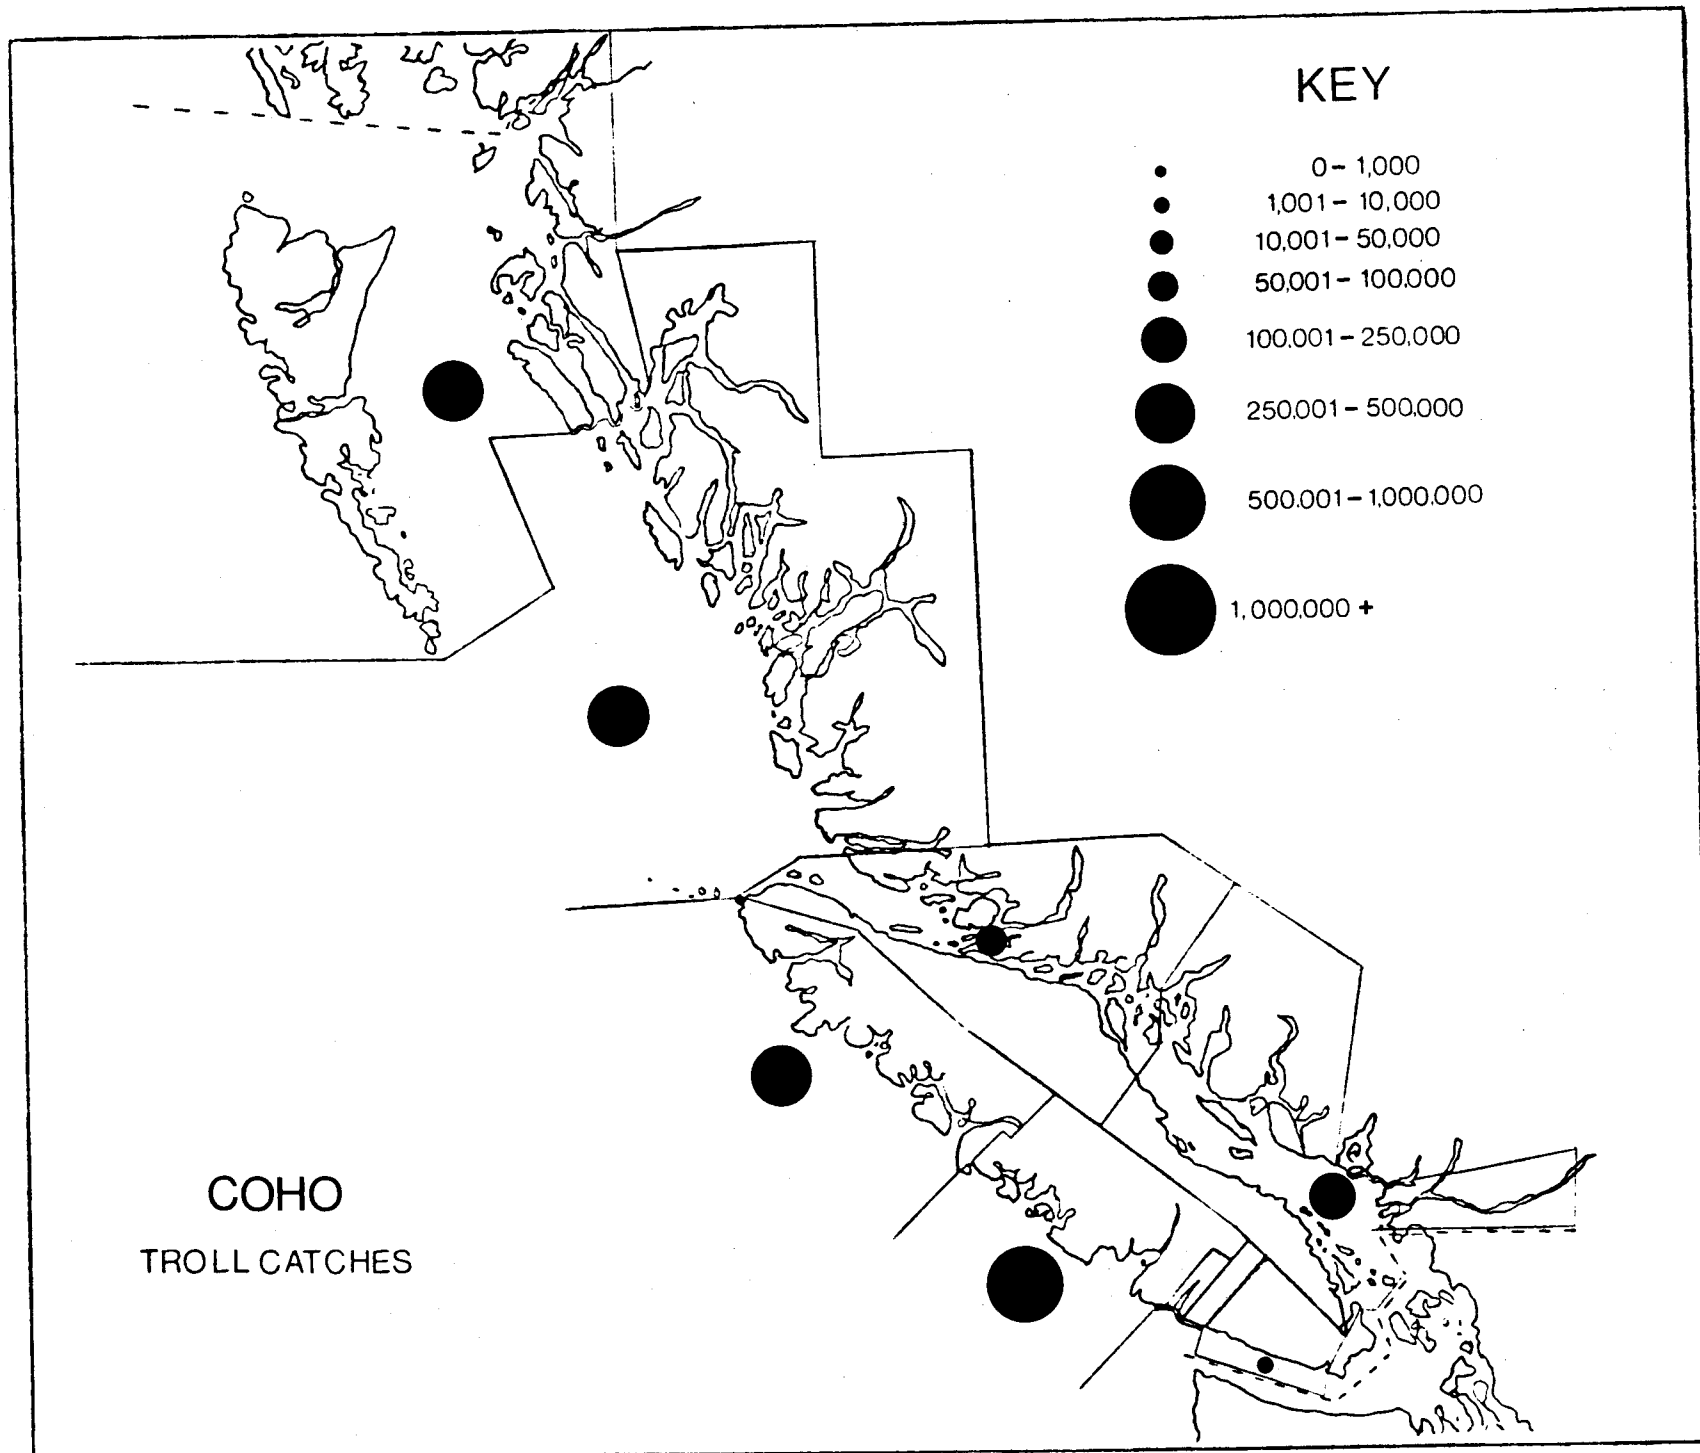 KEY
0 - 1,000
1,001 - 10,000
10,001 - 50,000
50,001 - 100.000
100.001 - 250,000
250.001 - 500.000
500.001 - 1,000.000
1,000,000 +
COHO
TROLL CATCHES